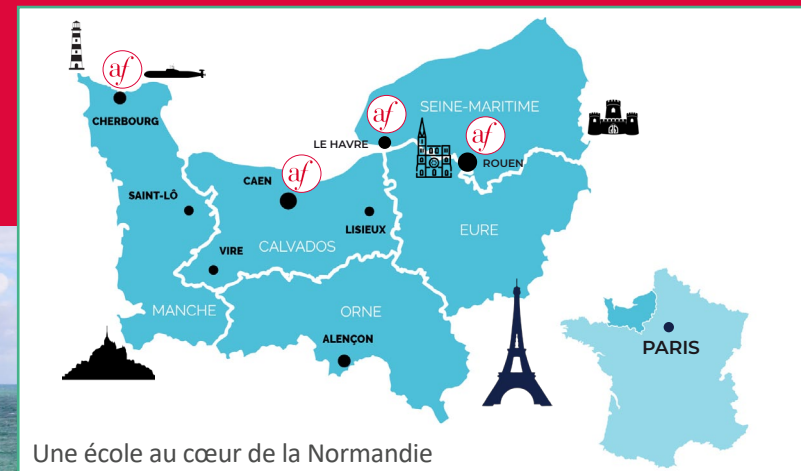 af
CHERBOURG
af
SEINE-MARITIME
af
LE HAVRE
ROUEN
CAEN
af
SAINT-LÔ
LISIEUX
EURE
VIRE
CALVADOS
MANCHE
ORNE
ALENÇON
PARIS
Une école au cœur de la Normandie